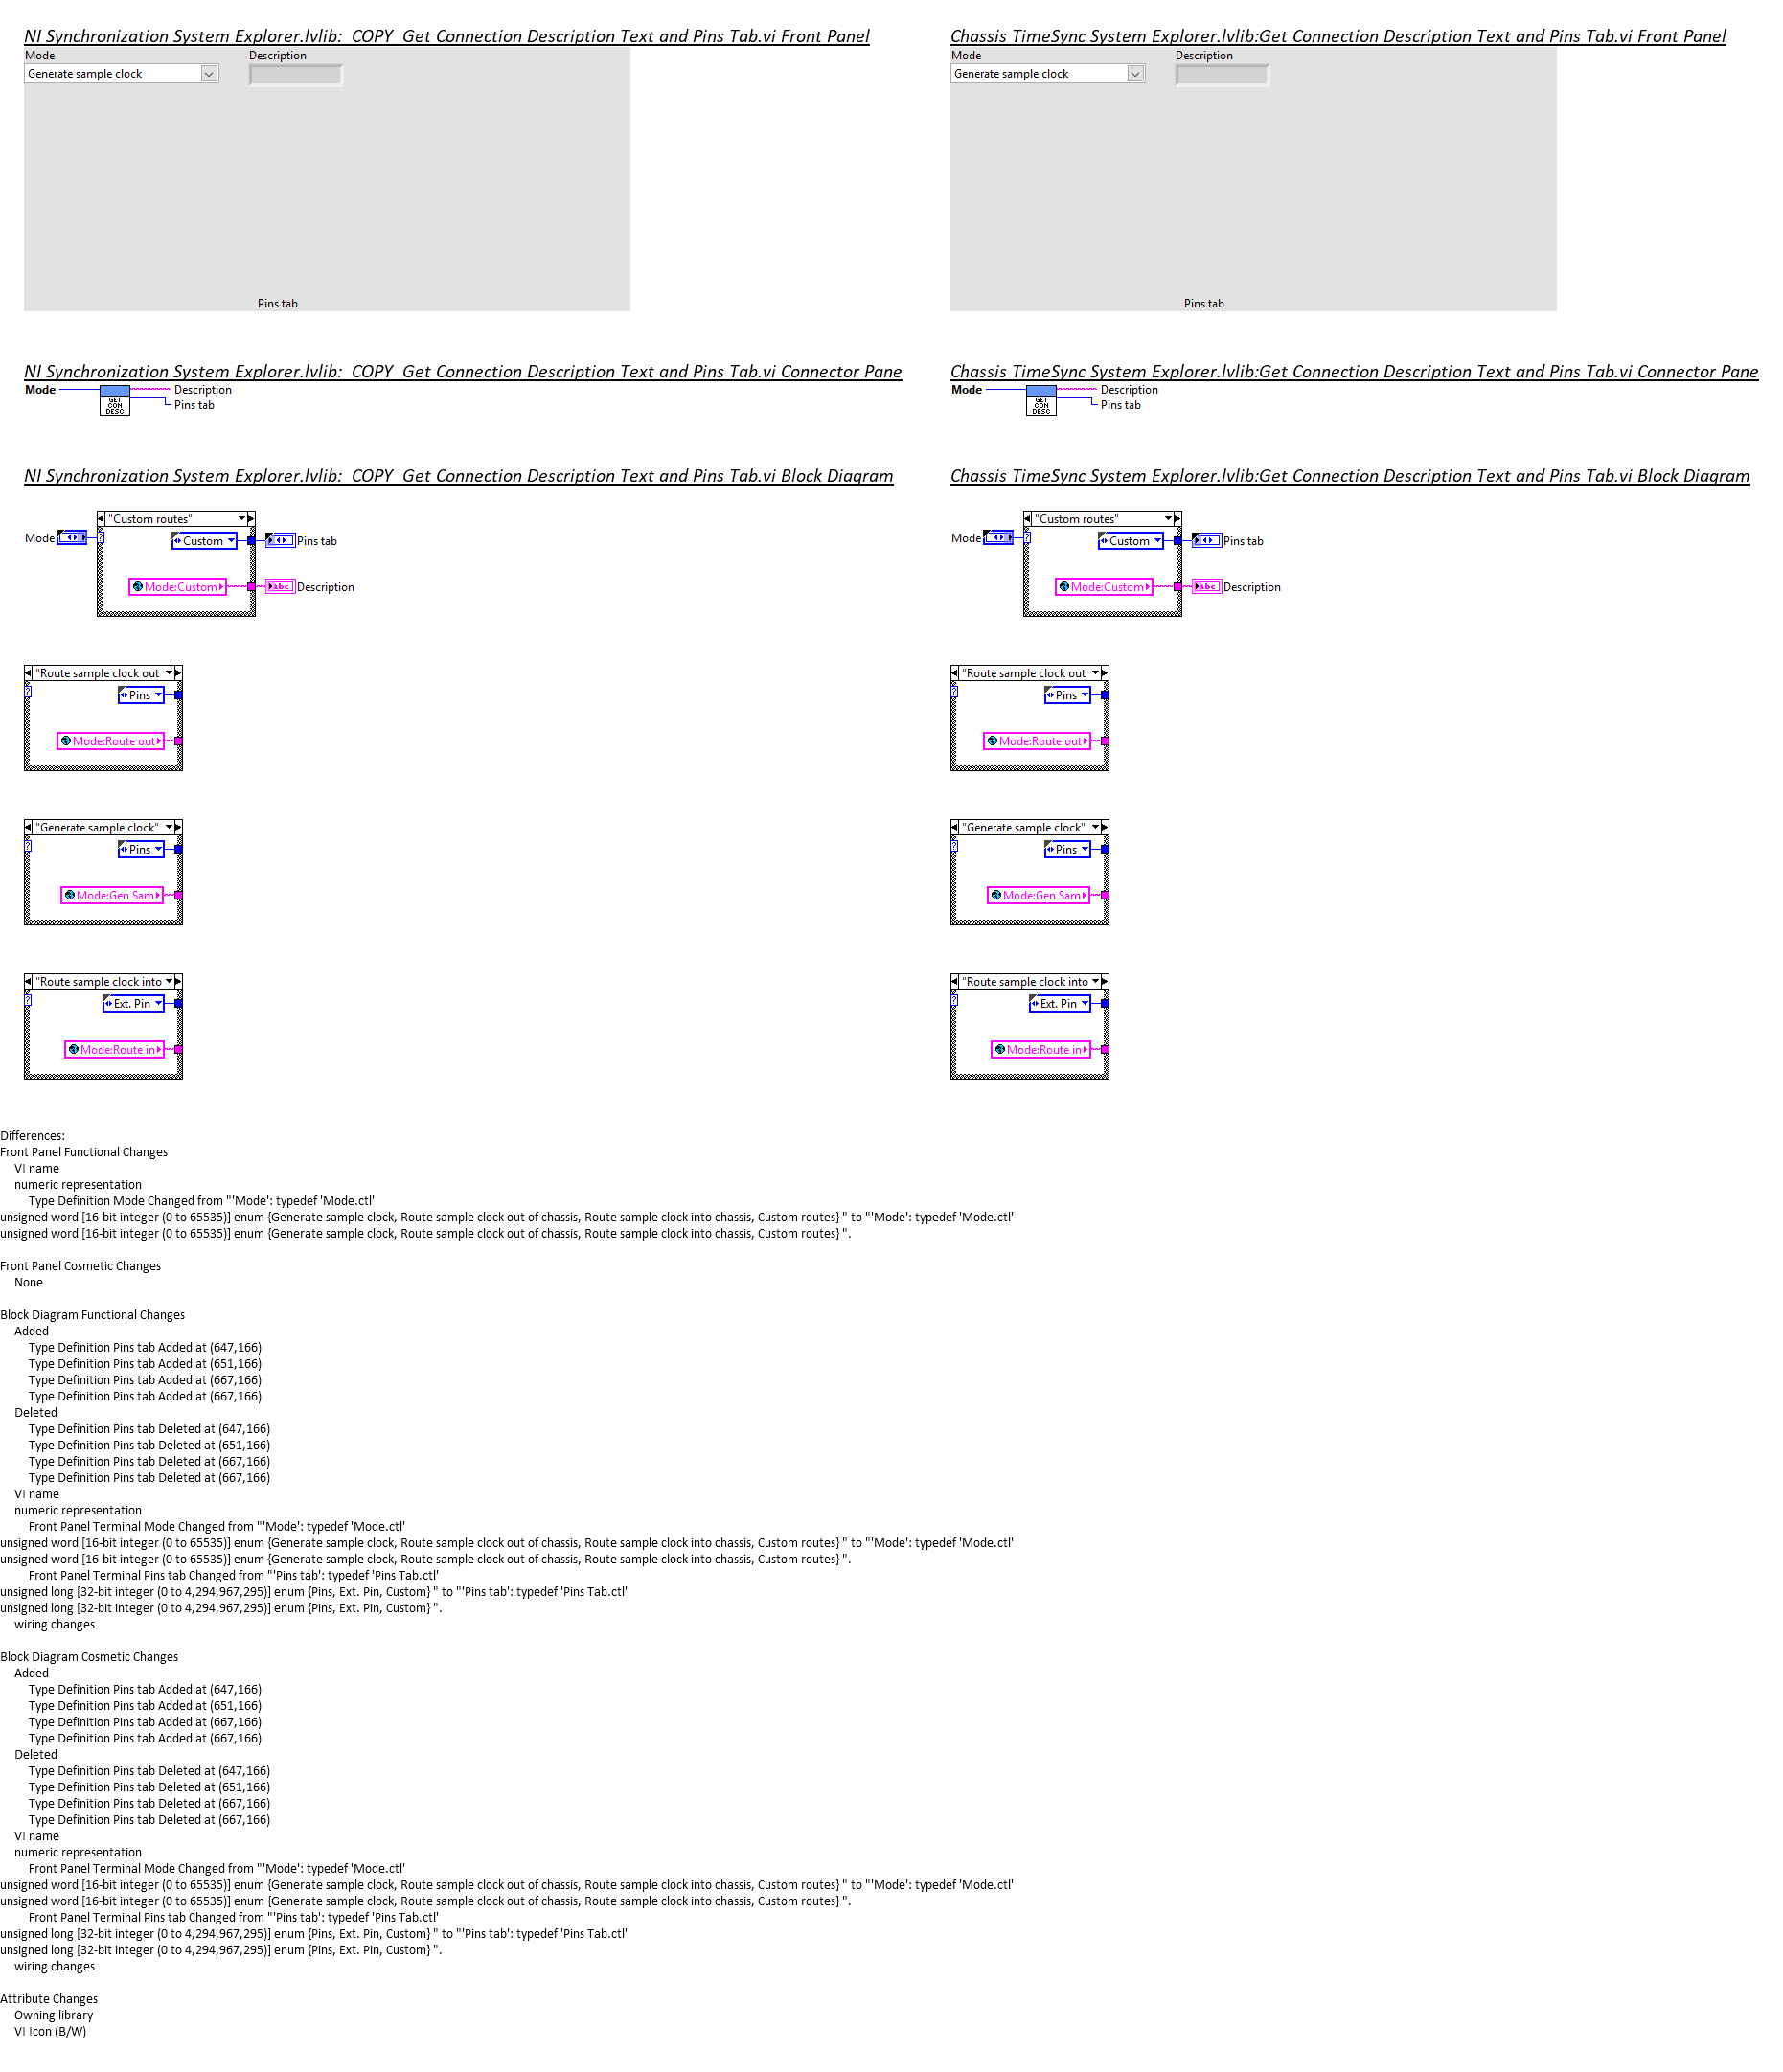 NI Synchronization System Explorer.lvlib:  COPY  Get Connection Description Text and Pins Tab.vi Front Panel
Mode
Description
Generate sample clock
Pins tab
Chassis TimeSync System Explorer.lvlib:Get Connection Description Text and Pins Tab.vi Front Panel
Mode
Description
Generate sample clock
Pins tab
NI Synchronization System Explorer.lvlib:  COPY  Get Connection Description Text and Pins Tab.vi Connector Pane
Mode
Description
Pins tab
GET
CON
DESC
Chassis TimeSync System Explorer.lvlib:Get Connection Description Text and Pins Tab.vi Connector Pane
Mode
Description
Pins tab
GET
CON
DESC
NI Synchronization System Explorer.lvlib:  COPY  Get Connection Description Text and Pins Tab.vi Block Diagram
"Custom routes"
Mode
?
Custom
Pins tab
Mode:Custom
abc
Description
"Route sample clock out
?
Pins
Mode:Route out
"Generate sample clock"
?
Pins
Mode:Gen Sam
"Route sample clock into
?
Ext. Pin
Mode:Route in
Chassis TimeSync System Explorer.lvlib:Get Connection Description Text and Pins Tab.vi Block Diagram
"Custom routes"
Mode
?
Custom
Pins tab
Mode:Custom
abc
Description
"Route sample clock out
?
Pins
Mode:Route out
"Generate sample clock"
?
Pins
Mode:Gen Sam
"Route sample clock into
?
Ext. Pin
Mode:Route in
Differences:
Front Panel Functional Changes
VI name
numeric representation
Type Definition Mode Changed from "'Mode': typedef 'Mode.ctl'
unsigned word [16-bit integer (0 to 65535)] enum {Generate sample clock, Route sample clock out of chassis, Route sample clock into chassis, Custom routes} " to "'Mode': typedef 'Mode.ctl'
unsigned word [16-bit integer (0 to 65535)] enum {Generate sample clock, Route sample clock out of chassis, Route sample clock into chassis, Custom routes} ".
Front Panel Cosmetic Changes
None
Block Diagram Functional Changes
Added
Type Definition Pins tab Added at (647,166)
Type Definition Pins tab Added at (651,166)
Type Definition Pins tab Added at (667,166)
Type Definition Pins tab Added at (667,166)
Deleted
Type Definition Pins tab Deleted at (647,166)
Type Definition Pins tab Deleted at (651,166)
Type Definition Pins tab Deleted at (667,166)
Type Definition Pins tab Deleted at (667,166)
VI name
numeric representation
Front Panel Terminal Mode Changed from "'Mode': typedef 'Mode.ctl'
unsigned word [16-bit integer (0 to 65535)] enum {Generate sample clock, Route sample clock out of chassis, Route sample clock into chassis, Custom routes} " to "'Mode': typedef 'Mode.ctl'
unsigned word [16-bit integer (0 to 65535)] enum {Generate sample clock, Route sample clock out of chassis, Route sample clock into chassis, Custom routes} ".
Front Panel Terminal Pins tab Changed from "'Pins tab': typedef 'Pins Tab.ctl'
unsigned long [32-bit integer (0 to 4,294,967,295)] enum {Pins, Ext. Pin, Custom} " to "'Pins tab': typedef 'Pins Tab.ctl'
unsigned long [32-bit integer (0 to 4,294,967,295)] enum {Pins, Ext. Pin, Custom} ".
wiring changes
Block Diagram Cosmetic Changes
Added
Type Definition Pins tab Added at (647,166)
Type Definition Pins tab Added at (651,166)
Type Definition Pins tab Added at (667,166)
Type Definition Pins tab Added at (667,166)
Deleted
Type Definition Pins tab Deleted at (647,166)
Type Definition Pins tab Deleted at (651,166)
Type Definition Pins tab Deleted at (667,166)
Type Definition Pins tab Deleted at (667,166)
VI name
numeric representation
Front Panel Terminal Mode Changed from "'Mode': typedef 'Mode.ctl'
unsigned word [16-bit integer (0 to 65535)] enum {Generate sample clock, Route sample clock out of chassis, Route sample clock into chassis, Custom routes} " to "'Mode': typedef 'Mode.ctl'
unsigned word [16-bit integer (0 to 65535)] enum {Generate sample clock, Route sample clock out of chassis, Route sample clock into chassis, Custom routes} ".
Front Panel Terminal Pins tab Changed from "'Pins tab': typedef 'Pins Tab.ctl'
unsigned long [32-bit integer (0 to 4,294,967,295)] enum {Pins, Ext. Pin, Custom} " to "'Pins tab': typedef 'Pins Tab.ctl'
unsigned long [32-bit integer (0 to 4,294,967,295)] enum {Pins, Ext. Pin, Custom} ".
wiring changes
Attribute Changes
Owning library
VI Icon (B/W)